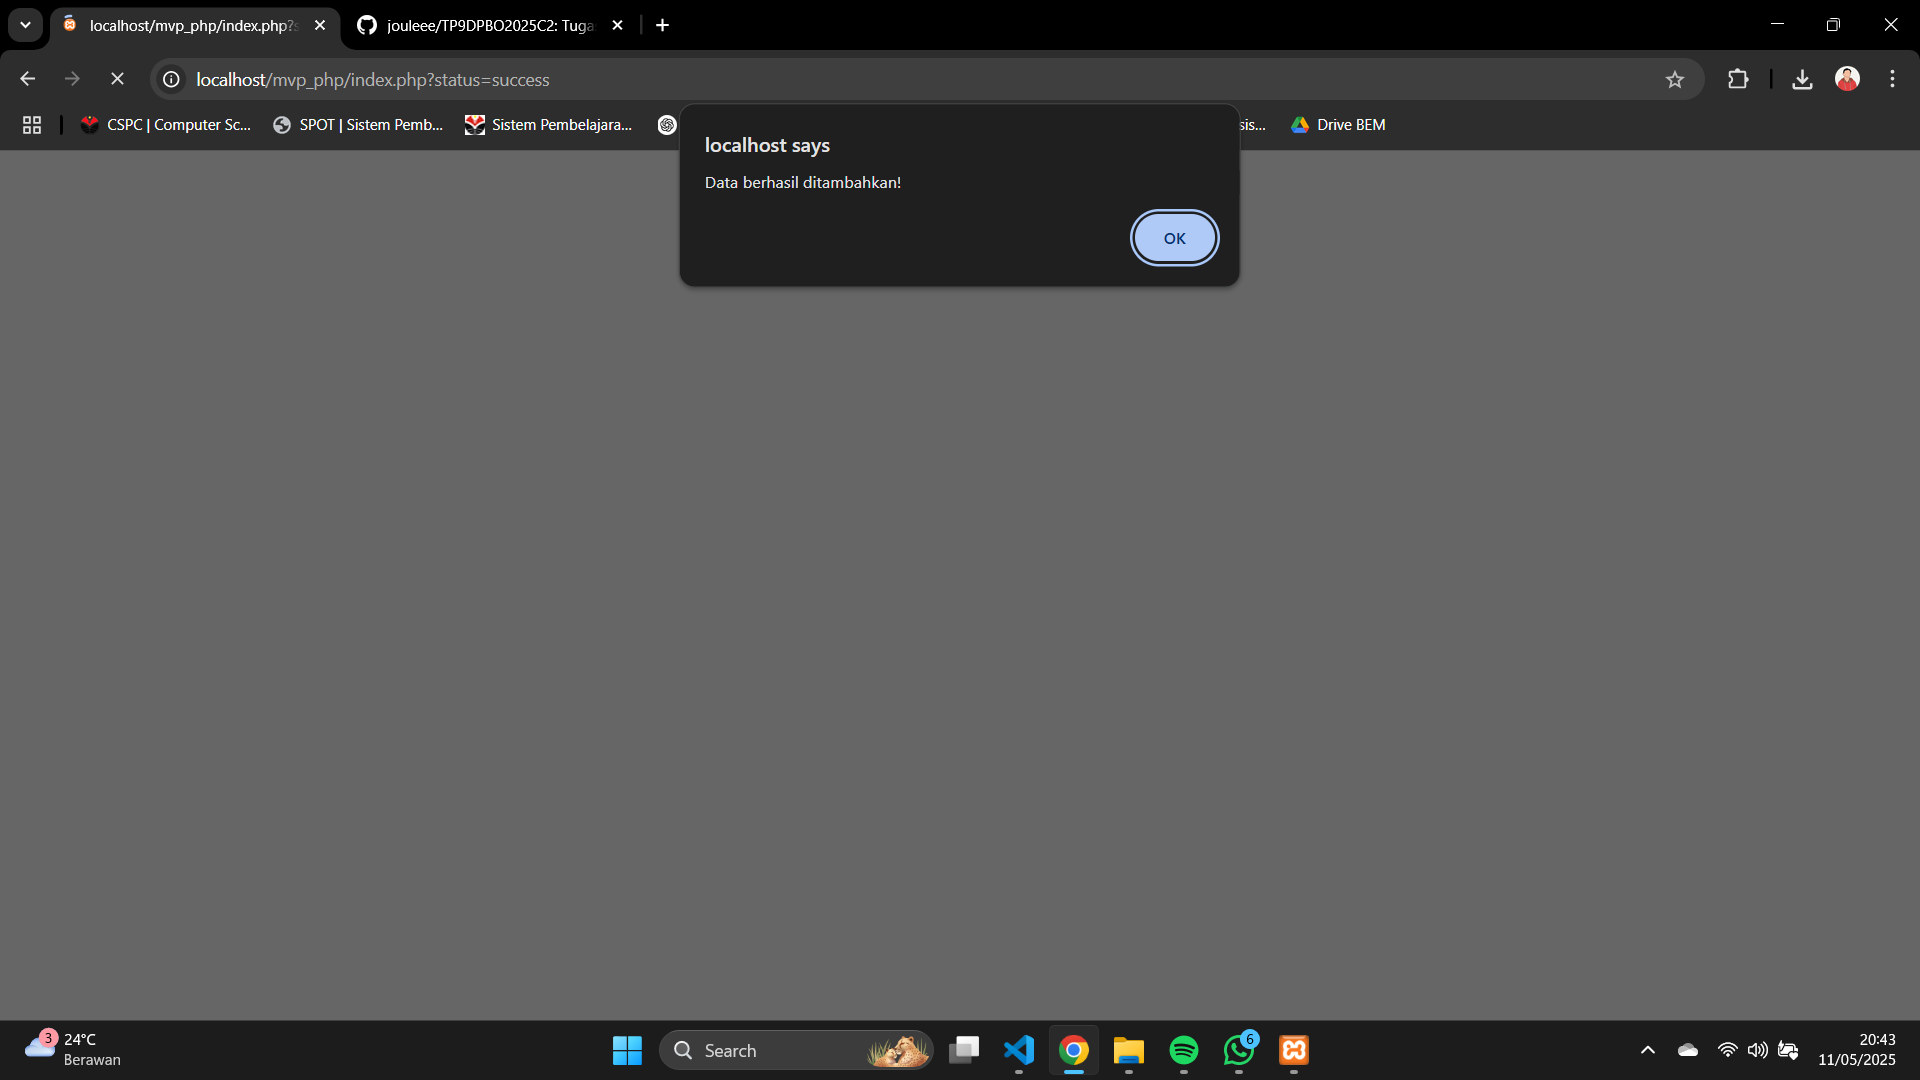 localhost/mvp_php/index.php?s
jouleee/TP9DPBO2025C2: Tuga
localhost/mvp_php/index.php?status=success
CSPC | Computer Sc...
SPOT | Sistem Pemb...
Sistem Pembelajara...
sis...
Drive BEM
localhost says
Data berhasil ditambahkan!
OK
3
24°C
Berawan
Search
6
20:43
11/05/2025